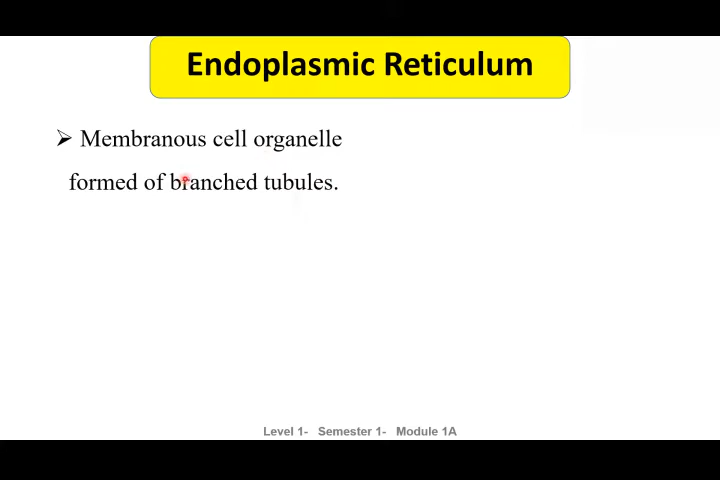 Endoplasmic Reticulum
➢ Membranous cell organelle
formed of branched tubules.
Level 1- Semester 1- Module 1A